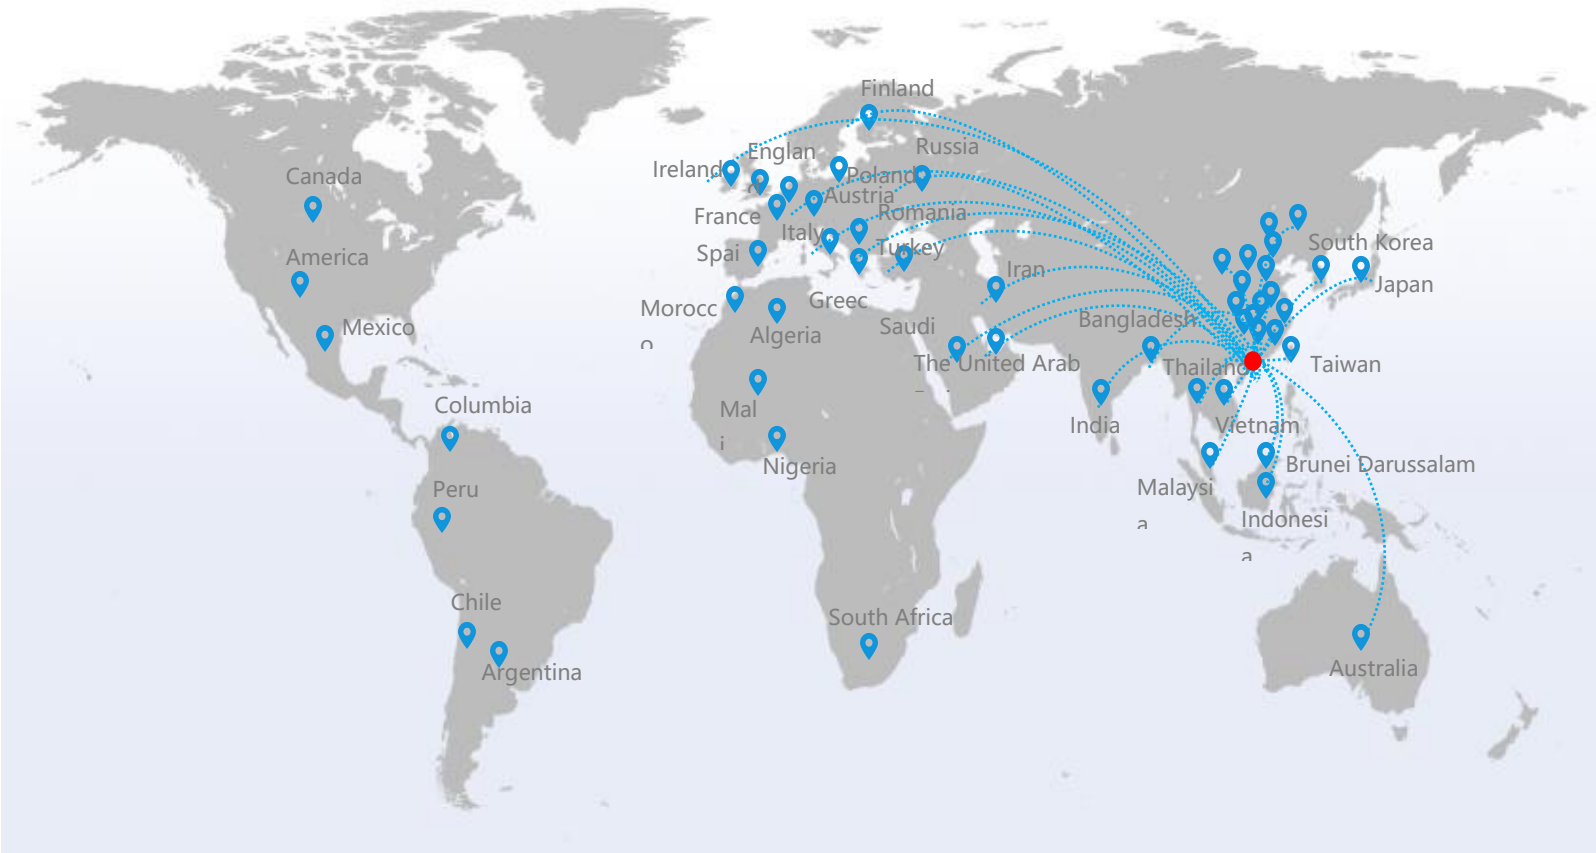 Finland
Englan
d
Russia
Ireland
Poland
Canada
Austria
France
Romania
Italy
South Korea
Spai
Turkey
America
Iran
Japan
Greec
Morocc
o
Algeria
Saudi
Bangladesh
Mexico
The United Arab
Thailand
Taiwan
Mal
i
Columbia
India
Vietnam
Nigeria
Brunei Darussalam
Peru
Malaysi
a
Indonesi
a
Chile
South Africa
Argentina
Australia